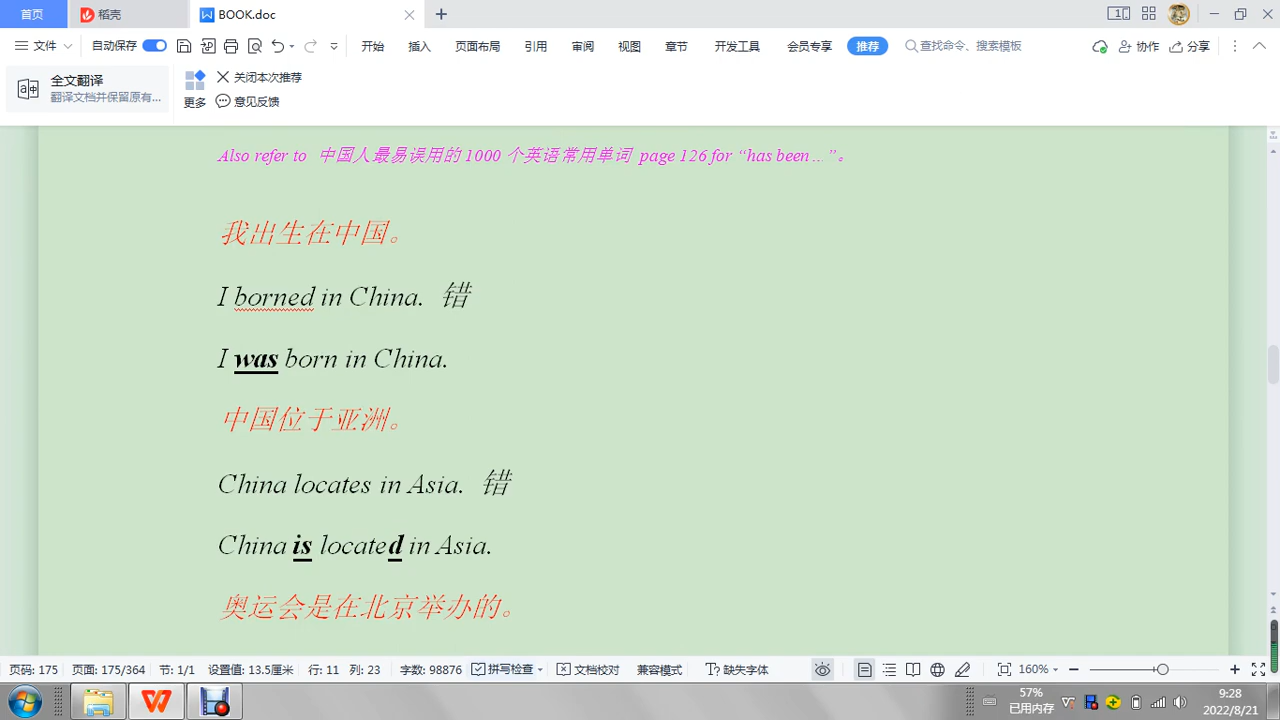 首页 稻壳 BOOK.doc
文件 自动保存 开始 插入 页面布局 引用 审阅 视图 章节 开发工具 会员专享 推荐 查找命令、搜索模板 协作 分享
全文翻译 关闭本次推荐
翻译文档并保留原有... 更多 意见反馈
Also refer to 中国人最易误用的 1000 个英语常用单词 page 126 for “has been…”。
我出生在中国。
I borned in China. 错
I was born in China.
中国位于亚洲。
China locates in Asia. 错
China is located in Asia.
奥运会是在北京举办的。
页码: 175 页面: 175/364 节: 1/1 设置值: 13.5厘米 行: 11 列: 23 字数: 98876 拼写检查 文档校对 兼容模式 缺失字体 160%
57% 9:28
已用内存 2022/8/21